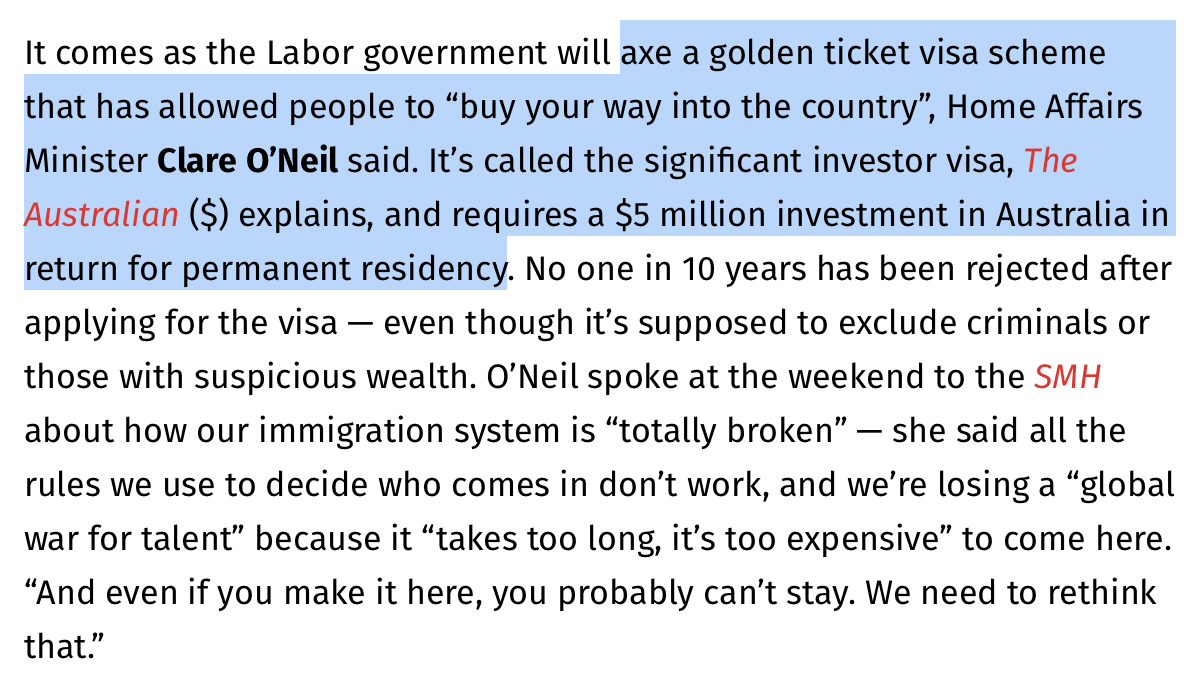 It comes as the Labor government will axe a golden ticket visa scheme
that has allowed people to “buy your way into the country”, Home Affairs
Minister Clare O’Neil said. It’s called the significant investor visa, The
Australian ($) explains, and requires a $5 million investment in Australia in
return for permanent residency. No one in 10 years has been rejected after
applying for the visa — even though it’s supposed to exclude criminals or
those with suspicious wealth. O’Neil spoke at the weekend to the SMH
about how our immigration system is “totally broken” — she said all the
rules we use to decide who comes in don’t work, and we’re losing a “global
war for talent” because it “takes too long, it’s too expensive” to come here.
“And even if you make it here, you probably can’t stay. We need to rethink
that.”